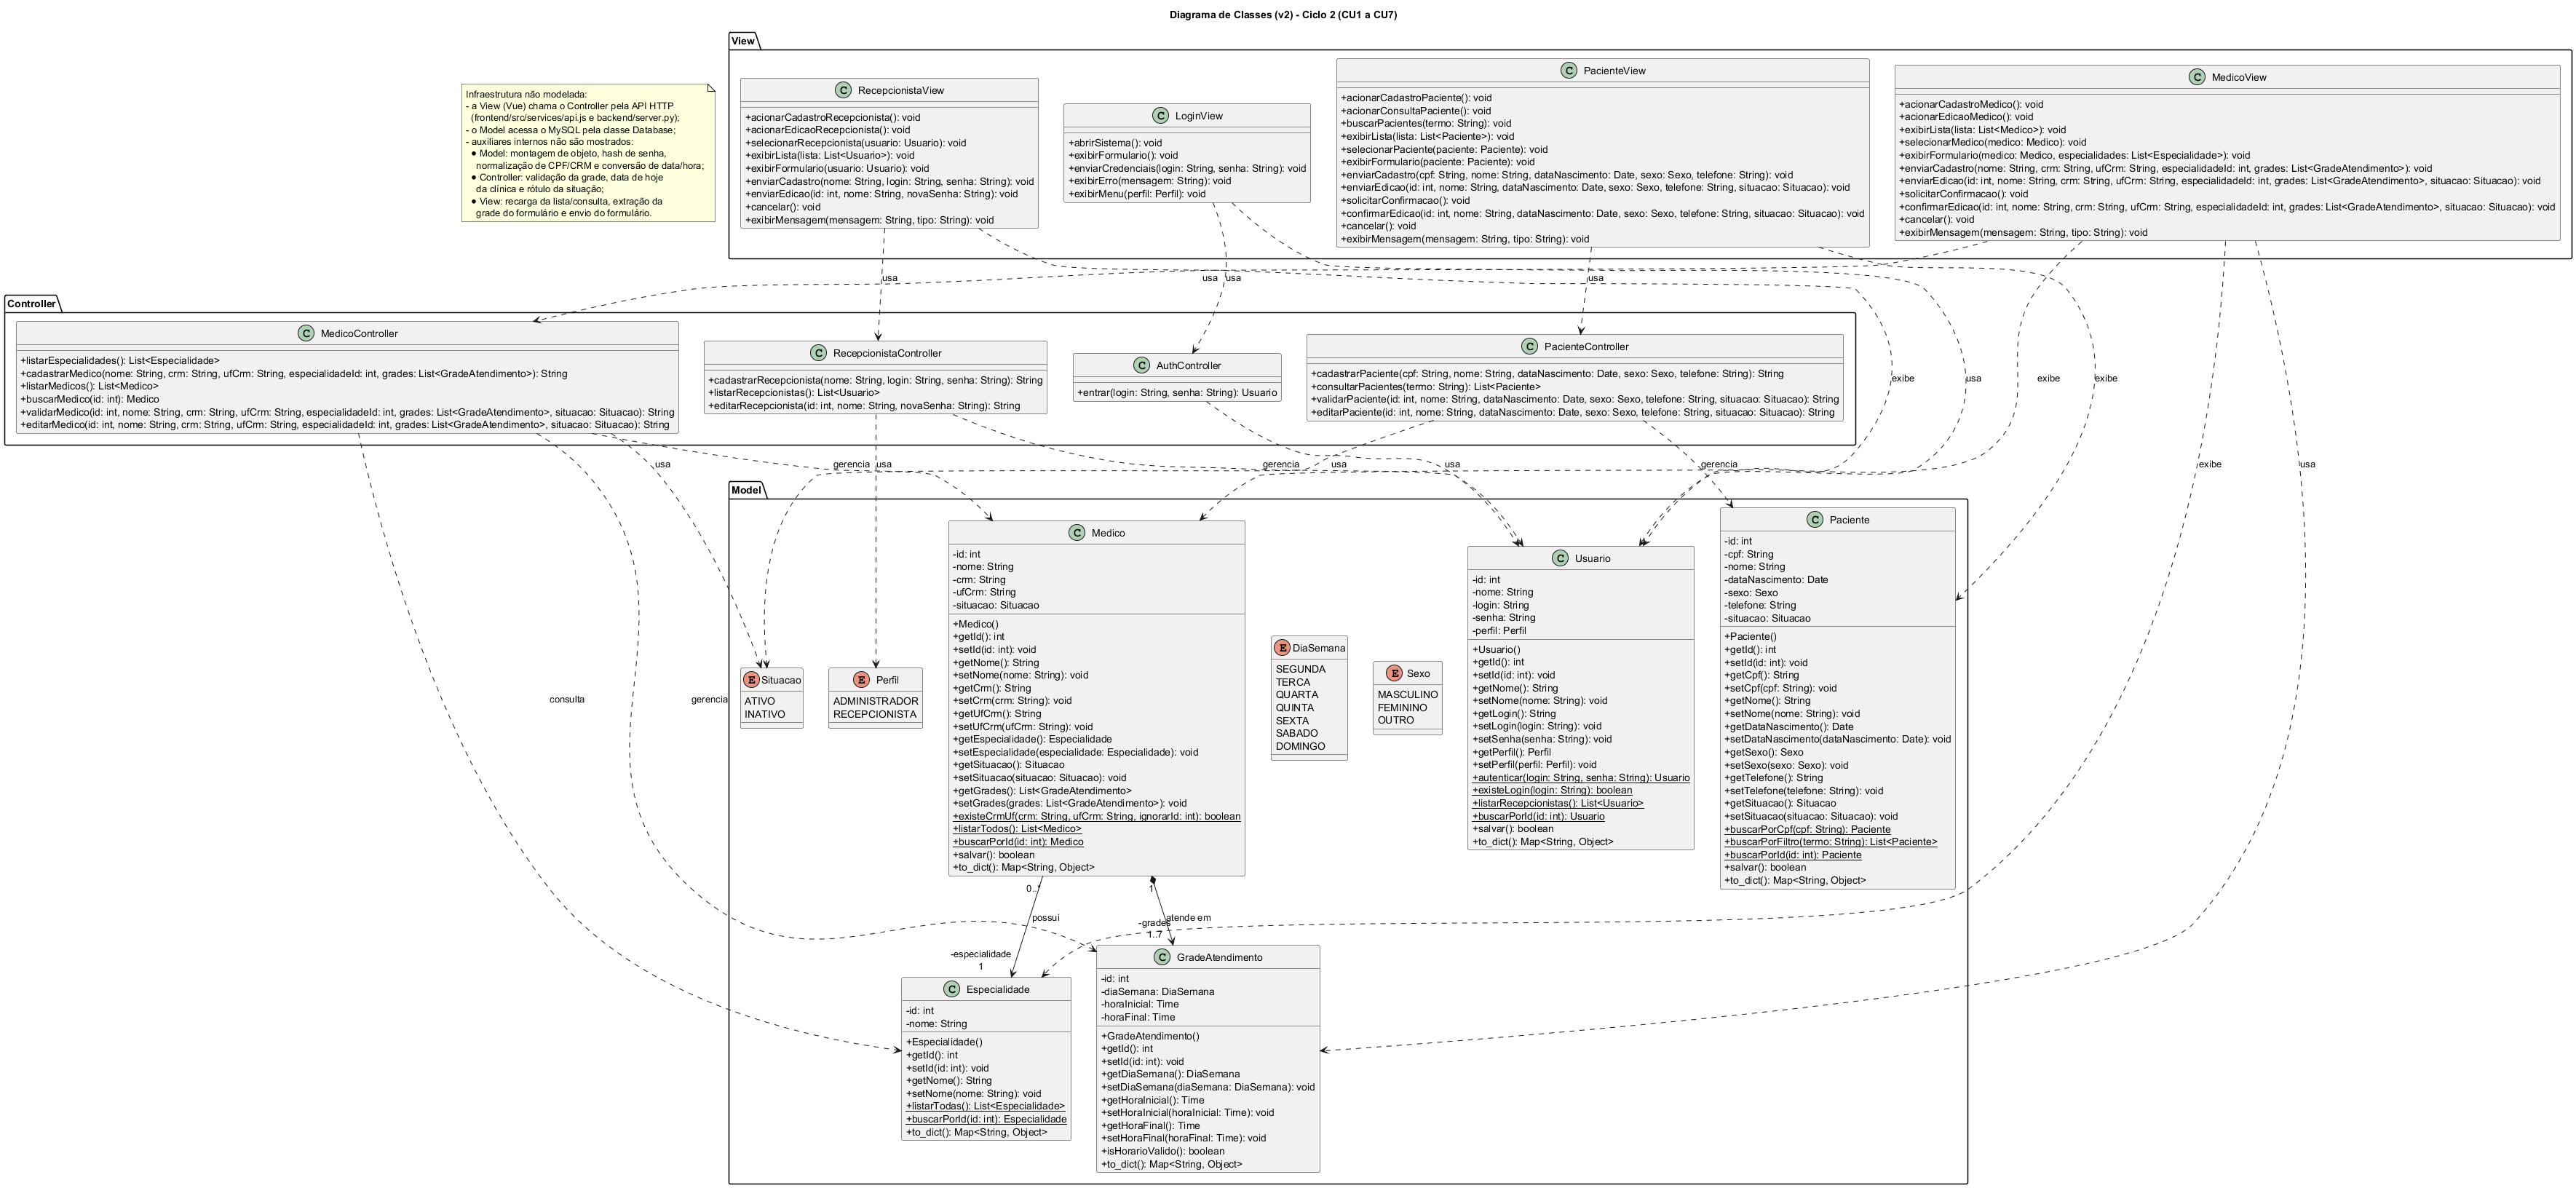 Diagrama de Classes (v2) - Ciclo 2 (CU1 a CU7)
View
Infraestrutura não modelada:
- a View (Vue) chama o Controller pela API HTTP
(frontend/src/services/api.js e backend/server.py);
- o Model acessa o MySQL pela classe Database;
- auxiliares internos não são mostrados:
● Model: montagem de objeto, hash de senha,
normalização de CPF/CRM e conversão de data/hora;
● Controller: validação da grade, data de hoje
da clínica e rótulo da situação;
● View: recarga da lista/consulta, extração da
grade do formulário e envio do formulário.
C RecepcionistaView
+acionarCadastroRecepcionista(): void
+acionarEdicaoRecepcionista(): void
+selecionarRecepcionista(usuario: Usuario): void
+exibirLista(lista: List<Usuario>): void
+exibirFormulario(usuario: Usuario): void
+enviarCadastro(nome: String, login: String, senha: String): void
+enviarEdicao(id: int, nome: String, novaSenha: String): void
+cancelar(): void
+exibirMensagem(mensagem: String, tipo: String): void
C LoginView
+abrirSistema(): void
+exibirFormulario(): void
+enviarCredenciais(login: String, senha: String): void
+exibirErro(mensagem: String): void
+exibirMenu(perfil: Perfil): void
C PacienteView
+acionarCadastroPaciente(): void
+acionarConsultaPaciente(): void
+buscarPacientes(termo: String): void
+exibirLista(lista: List<Paciente>): void
+selecionarPaciente(paciente: Paciente): void
+exibirFormulario(paciente: Paciente): void
+enviarCadastro(cpf: String, nome: String, dataNascimento: Date, sexo: Sexo, telefone: String): void
+enviarEdicao(id: int, nome: String, dataNascimento: Date, sexo: Sexo, telefone: String, situacao: Situacao): void
+solicitarConfirmacao(): void
+confirmarEdicao(id: int, nome: String, dataNascimento: Date, sexo: Sexo, telefone: String, situacao: Situacao): void
+cancelar(): void
+exibirMensagem(mensagem: String, tipo: String): void
C MedicoView
+acionarCadastroMedico(): void
+acionarEdicaoMedico(): void
+exibirLista(lista: List<Medico>): void
+selecionarMedico(medico: Medico): void
+exibirFormulario(medico: Medico, especialidades: List<Especialidade>): void
+enviarCadastro(nome: String, crm: String, ufCrm: String, especialidadeId: int, grades: List<GradeAtendimento>): void
+enviarEdicao(id: int, nome: String, crm: String, ufCrm: String, especialidadeId: int, grades: List<GradeAtendimento>, situacao: Situacao): void
+solicitarConfirmacao(): void
+confirmarEdicao(id: int, nome: String, crm: String, ufCrm: String, especialidadeId: int, grades: List<GradeAtendimento>, situacao: Situacao): void
+cancelar(): void
+exibirMensagem(mensagem: String, tipo: String): void
usa
usa
usa
usa
Controller
C MedicoController
+listarEspecialidades(): List<Especialidade>
+cadastrarMedico(nome: String, crm: String, ufCrm: String, especialidadeId: int, grades: List<GradeAtendimento>): String
+listarMedicos(): List<Medico>
+buscarMedico(id: int): Medico
+validarMedico(id: int, nome: String, crm: String, ufCrm: String, especialidadeId: int, grades: List<GradeAtendimento>, situacao: Situacao): String
+editarMedico(id: int, nome: String, crm: String, ufCrm: String, especialidadeId: int, grades: List<GradeAtendimento>, situacao: Situacao): String
C RecepcionistaController
+cadastrarRecepcionista(nome: String, login: String, senha: String): String
+listarRecepcionistas(): List<Usuario>
+editarRecepcionista(id: int, nome: String, novaSenha: String): String
C AuthController
+entrar(login: String, senha: String): Usuario
C PacienteController
+cadastrarPaciente(cpf: String, nome: String, dataNascimento: Date, sexo: Sexo, telefone: String): String
+consultarPacientes(termo: String): List<Paciente>
+validarPaciente(id: int, nome: String, dataNascimento: Date, sexo: Sexo, telefone: String, situacao: Situacao): String
+editarPaciente(id: int, nome: String, dataNascimento: Date, sexo: Sexo, telefone: String, situacao: Situacao): String
exibe
usa
exibe
exibe
usa
gerencia
usa
gerencia
usa
usa
gerencia
exibe
usa
Model
C Medico
-id: int
-nome: String
-crm: String
-ufCrm: String
-situacao: Situacao
+Medico()
+getId(): int
+setId(id: int): void
+getNome(): String
+setNome(nome: String): void
+getCrm(): String
+setCrm(crm: String): void
+getUfCrm(): String
+setUfCrm(ufCrm: String): void
+getEspecialidade(): Especialidade
+setEspecialidade(especialidade: Especialidade): void
+getSituacao(): Situacao
+setSituacao(situacao: Situacao): void
+getGrades(): List<GradeAtendimento>
+setGrades(grades: List<GradeAtendimento>): void
+existeCrmUf(crm: String, ufCrm: String, ignorarId: int): boolean
+listarTodos(): List<Medico>
+buscarPorId(id: int): Medico
+salvar(): boolean
+to_dict(): Map<String, Object>
C Usuario
-id: int
-nome: String
-login: String
-senha: String
-perfil: Perfil
+Usuario()
+getId(): int
+setId(id: int): void
+getNome(): String
+setNome(nome: String): void
+getLogin(): String
+setLogin(login: String): void
+setSenha(senha: String): void
+getPerfil(): Perfil
+setPerfil(perfil: Perfil): void
+autenticar(login: String, senha: String): Usuario
+existeLogin(login: String): boolean
+listarRecepcionistas(): List<Usuario>
+buscarPorId(id: int): Usuario
+salvar(): boolean
+to_dict(): Map<String, Object>
C Paciente
-id: int
-cpf: String
-nome: String
-dataNascimento: Date
-sexo: Sexo
-telefone: String
-situacao: Situacao
+Paciente()
+getId(): int
+setId(id: int): void
+getCpf(): String
+setCpf(cpf: String): void
+getNome(): String
+setNome(nome: String): void
+getDataNascimento(): Date
+setDataNascimento(dataNascimento: Date): void
+getSexo(): Sexo
+setSexo(sexo: Sexo): void
+getTelefone(): String
+setTelefone(telefone: String): void
+getSituacao(): Situacao
+setSituacao(situacao: Situacao): void
+buscarPorCpf(cpf: String): Paciente
+buscarPorFiltro(termo: String): List<Paciente>
+buscarPorId(id: int): Paciente
+salvar(): boolean
+to_dict(): Map<String, Object>
E Situacao
ATIVO
INATIVO
E Perfil
ADMINISTRADOR
RECEPCIONISTA
E DiaSemana
SEGUNDA
TERCA
QUARTA
QUINTA
SEXTA
SABADO
DOMINGO
E Sexo
MASCULINO
FEMININO
OUTRO
consulta
gerencia
0..*
possui
-especialidade
1
1
atende em
-grades
1..7
C Especialidade
-id: int
-nome: String
+Especialidade()
+getId(): int
+setId(id: int): void
+getNome(): String
+setNome(nome: String): void
+listarTodas(): List<Especialidade>
+buscarPorId(id: int): Especialidade
+to_dict(): Map<String, Object>
C GradeAtendimento
-id: int
-diaSemana: DiaSemana
-horaInicial: Time
-horaFinal: Time
+GradeAtendimento()
+getId(): int
+setId(id: int): void
+getDiaSemana(): DiaSemana
+setDiaSemana(diaSemana: DiaSemana): void
+getHoraInicial(): Time
+setHoraInicial(horaInicial: Time): void
+getHoraFinal(): Time
+setHoraFinal(horaFinal: Time): void
+isHorarioValido(): boolean
+to_dict(): Map<String, Object>